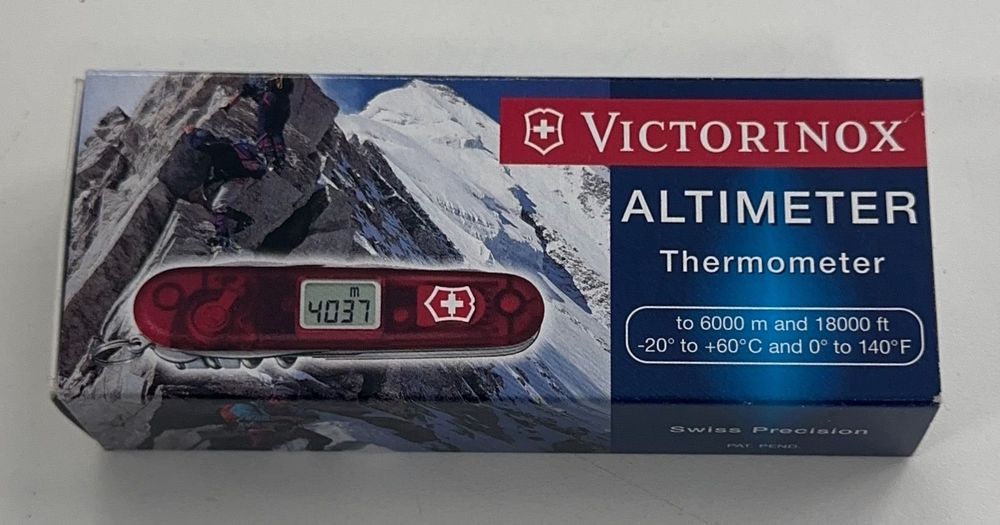 VICTORINOX
ALTIMETER
Thermometer
to 6000 m and 18000 ft
-20° to +60°C and 0° to 140°F
m
4037
Swiss Precision
PAT. PEND